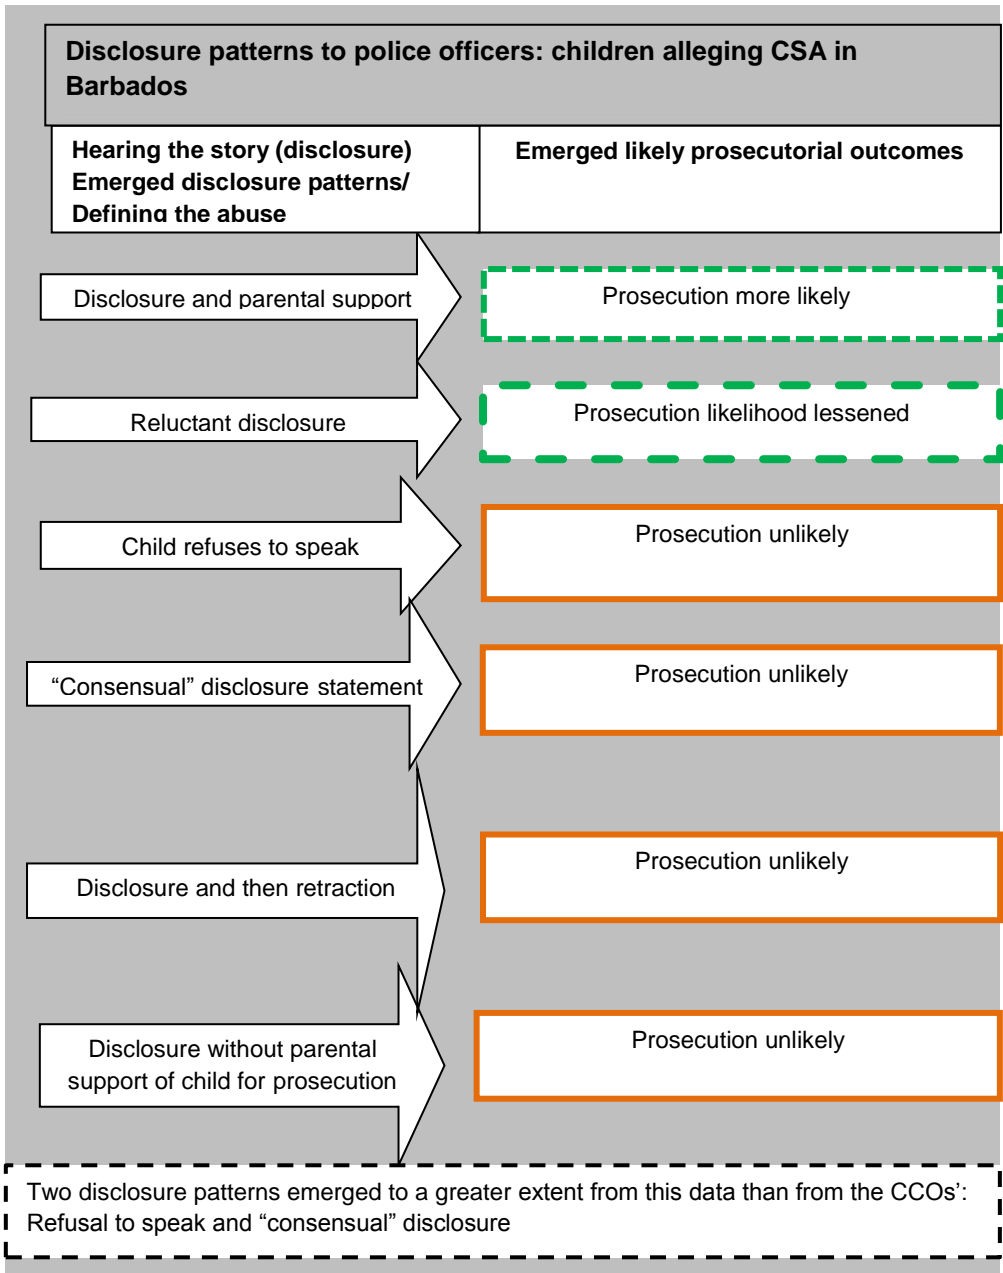 Disclosure patterns to police officers: children alleging CSA in
Barbados
Hearing the story (disclosure)
Emerged disclosure patterns/
Defining the abuse
Emerged likely prosecutorial outcomes
Disclosure and parental support
Prosecution more likely
Reluctant disclosure
Prosecution likelihood lessened
Child refuses to speak
Prosecution unlikely
“Consensual” disclosure statement
Prosecution unlikely
Disclosure and then retraction
Prosecution unlikely
Disclosure without parental
support of child for prosecution
Prosecution unlikely
Two disclosure patterns emerged to a greater extent from this data than from the CCOs’:
Refusal to speak and “consensual” disclosure